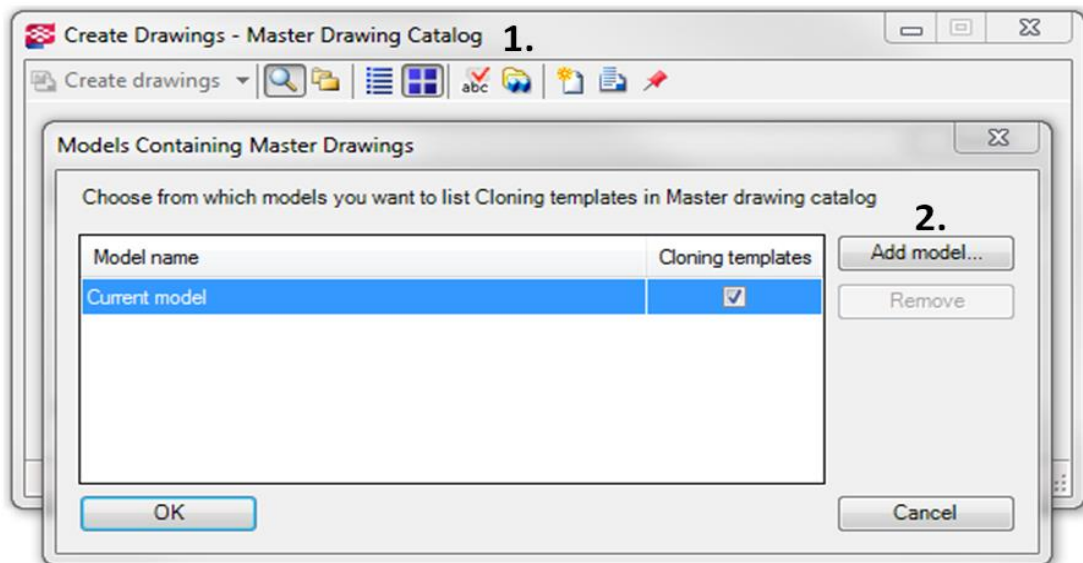 Create Drawings - Master Drawing Catalog 1.
Create drawings abc
Models Containing Master Drawings
Choose from which models you want to list Cloning templates in Master drawing catalog
2.
Model name Cloning templates Add model...
Current model Remove
OK Cancel